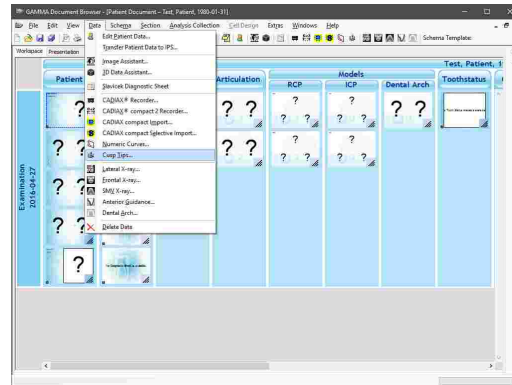 GAMMA Document Browser - [Patient Document -- Test, Patient, 1980-01-31]
File Edit View Data Schema Section Analysis Collection Cell Design Extras Windows Help
Schema Template:
Workspace Presentation
Edit Patient Data...
Transfer Patient Data to IPS...
Image Assistant...
3D Data Assistant...
Slavicek Diagnostic Sheet
CADIAX® Recorder...
CADIAX® compact 2 Recorder...
CADIAX compact Import...
CADIAX compact Selective Import...
Numeric Curves...
Cusp Tips...
Lateral X-ray...
Frontal X-ray...
SMV X-ray...
Anterior Guidance...
Dental Arch...
Delete Data
Test, Patient, 1
Patient
Articulation
Models
RCP
ICP
Dental Arch
Toothstatus
Examination
2016-04-27
? ? ? ? ? ? ? ? ? ?
? ? ? ? ? ? ? ? ? ?
? ?
? ?
?